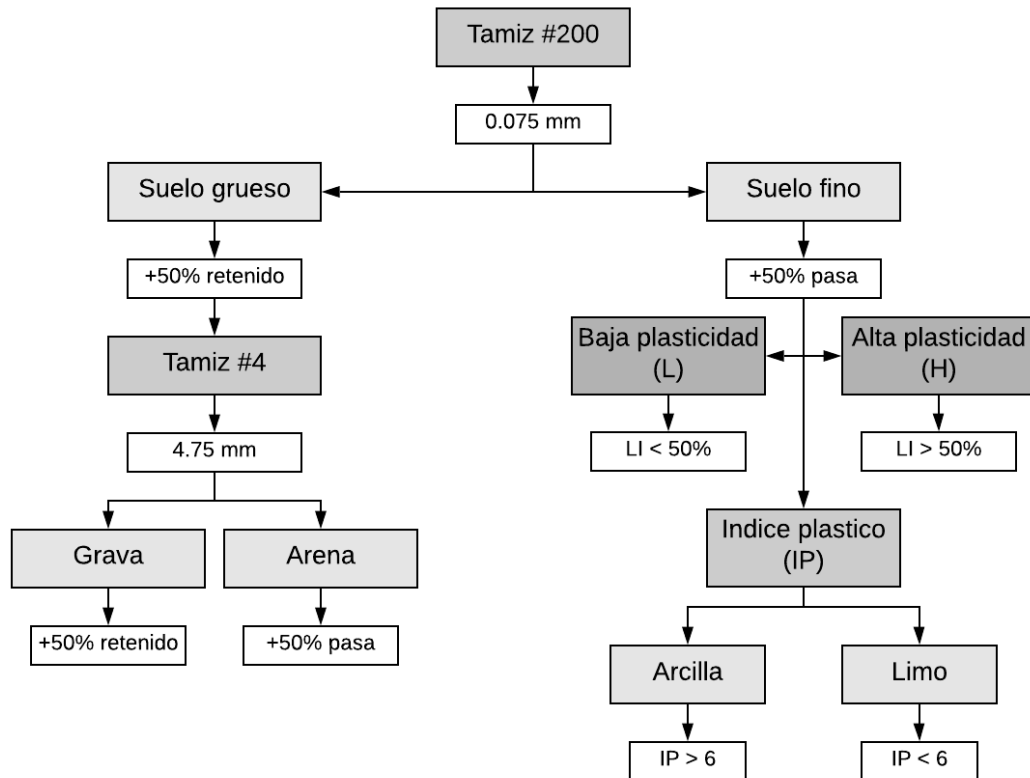 Tamiz #200
0.075 mm
Suelo grueso
Suelo fino
+50% retenido
+50% pasa
Baja plasticidad
(L)
Alta plasticidad
(H)
Tamiz #4
4.75 mm
LI < 50%
LI > 50%
Indice plastico
(IP)
Grava
Arena
+50% retenido
+50% pasa
Arcilla
Limo
IP > 6
IP < 6